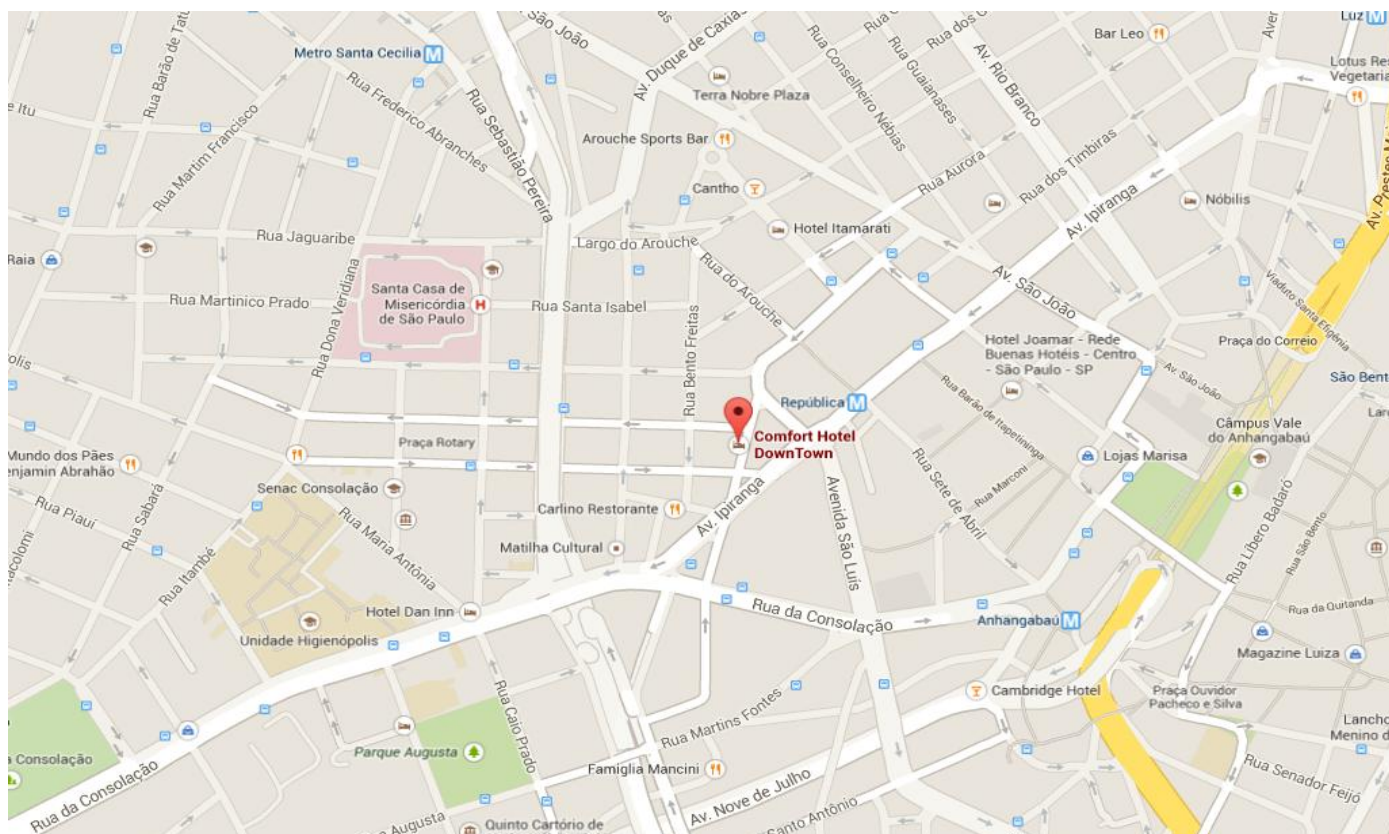 São João
Av. Duque de Caxias
Rua Conselheiro Nébias
Rua Guaianases
Rua dos
Av. Rio Branco
Bar Leo
Luz
Lotus Res
Vegetaria
Metro Santa Cecilia
Rua Barão de Tatu
Rua Martim Francisco
e Itu
Rua Frederico Abranches
Rua Sebastião Pereira
Terra Nobre Plaza
Arouche Sports Bar
Cantho
Rua Aurora
Rua dos Timbiras
Av. Ipiranga
Nóbilis
Av. Prestes M
Hotel Itamarati
Rua Jaguaribe
Largo do Arouche
Rua do Arouche
Raia
Rua Martinico Prado
Rua Dona Veridiana
Santa Casa de
Misericórdia
de São Paulo
H
Rua Santa Isabel
Rua Bento Freitas
Av. São João
Viaduto Santa Efigênia
Praça do Correio
Hotel Joamar - Rede
Buenas Hotéis - Centro
- São Paulo - SP
Av. São João
São Bent
olis
República
Rua Barão de Itapetininga
Lar
Câmpus Vale
do Anhangabaú
Comfort Hotel
DownTown
Praça Rotary
Mundo dos Pães
enjamin Abrahão
Senac Consolação
Lojas Marisa
Rua Marconi
Rua Sete de Abril
Rua Líbero Badaró
Rua São Bento
Rua Piauí
Rua Sabará
Rua Itambé
Rua Maria Antônia
Carlino Restorante
Av. Ipiranga
Avenida São Luís
Matilha Cultural
acolomi
Hotel Dan Inn
Unidade Higienópolis
Rua da Consolação
Anhangabaú
Rua da Quitanda
Magazine Luiza
Rua Caio Prado
Cambridge Hotel
Praça Ouvidor
Pacheco e Silva
Rua Martins Fontes
Lancho
Menino d
a Consolação
Parque Augusta
Famiglia Mancini
Av. Nove de Julho
Rua Senador Feijó
Rua da Consolação
Augusta
Quinto Cartório de
Santo Antônio